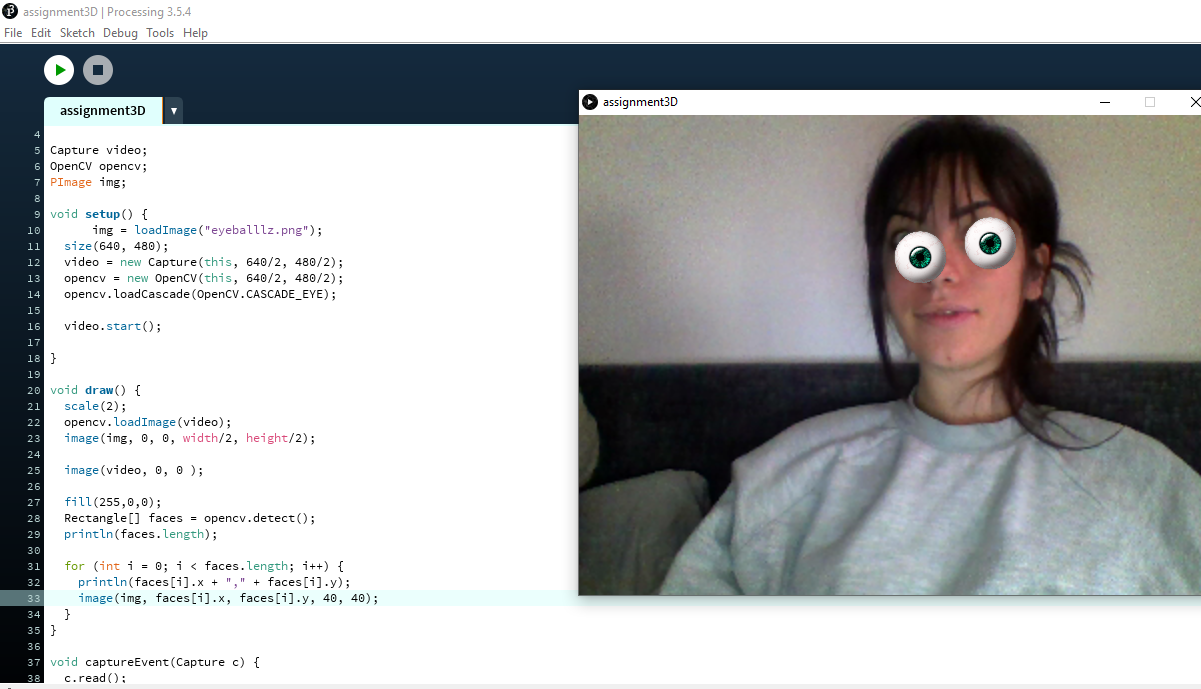 assignment3D | Processing 3.5.4
File Edit Sketch Debug Tools Help
assignment3D
assignment3D
4
5 Capture video;
6 OpenCV opencv;
7 PImage img;
8
9 void setup() {
10 img = loadImage("eyeballlz.png");
11 size(640, 480);
12 video = new Capture(this, 640/2, 480/2);
13 opencv = new OpenCV(this, 640/2, 480/2);
14 opencv.loadCascade(OpenCV.CASCADE_EYE);
15
16 video.start();
17
18 }
19
20 void draw() {
21 scale(2);
22 opencv.loadImage(video);
23 image(img, 0, 0, width/2, height/2);
24
25 image(video, 0, 0 );
26
27 fill(255,0,0);
28 Rectangle[] faces = opencv.detect();
29 println(faces.length);
30
31 for (int i = 0; i < faces.length; i++) {
32 println(faces[i].x + "," + faces[i].y);
33 image(img, faces[i].x, faces[i].y, 40, 40);
34 }
35 }
36
37 void captureEvent(Capture c) {
38 c.read();